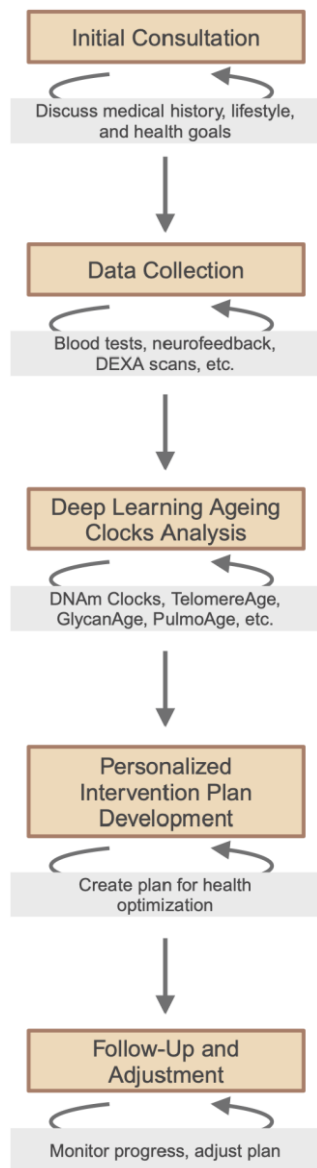 Initial Consultation
Discuss medical history, lifestyle,
and health goals
Data Collection
Blood tests, neurofeedback,
DEXA scans, etc.
Deep Learning Ageing
Clocks Analysis
DNAm Clocks, TelomereAge,
GlycanAge, PulmoAge, etc.
Personalized
Intervention Plan
Development
Create plan for health
optimization
Follow-Up and
Adjustment
Monitor progress, adjust plan